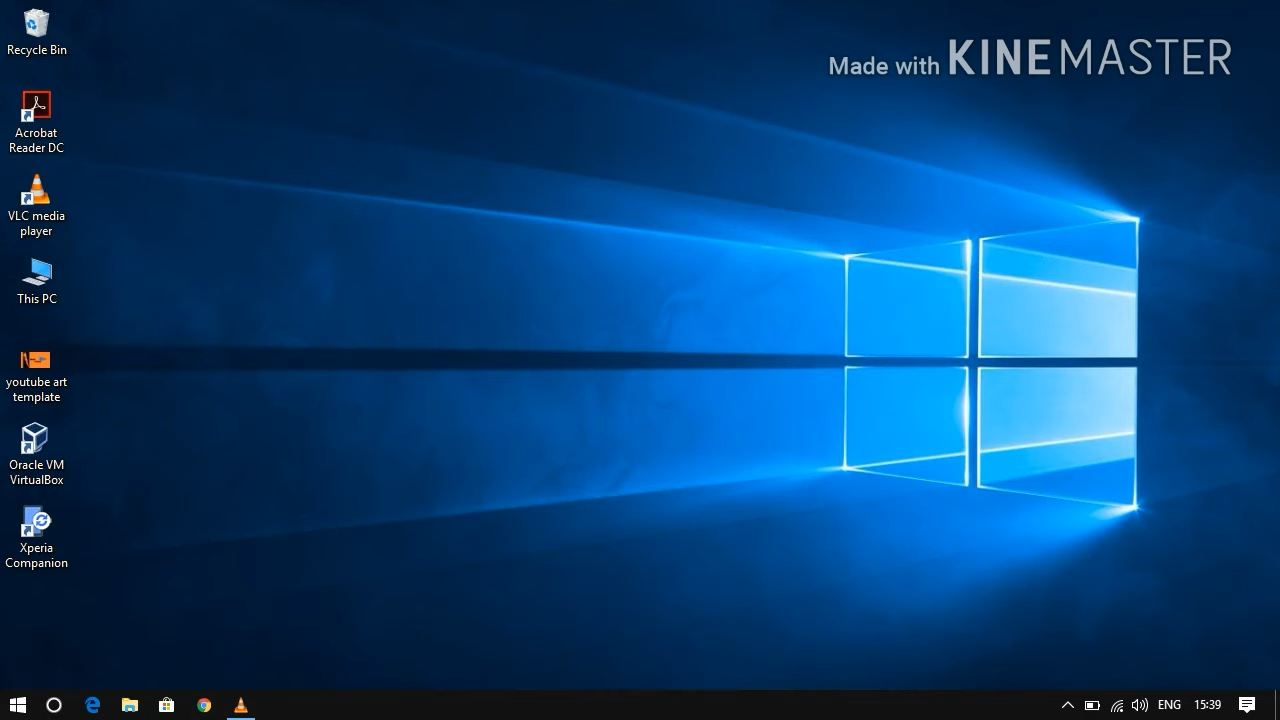 Recycle Bin
Made with KINEMASTER
Acrobat
Reader DC
VLC media
player
This PC
youtube art
template
Oracle VM
VirtualBox
Xperia
Companion
ENG
15:39